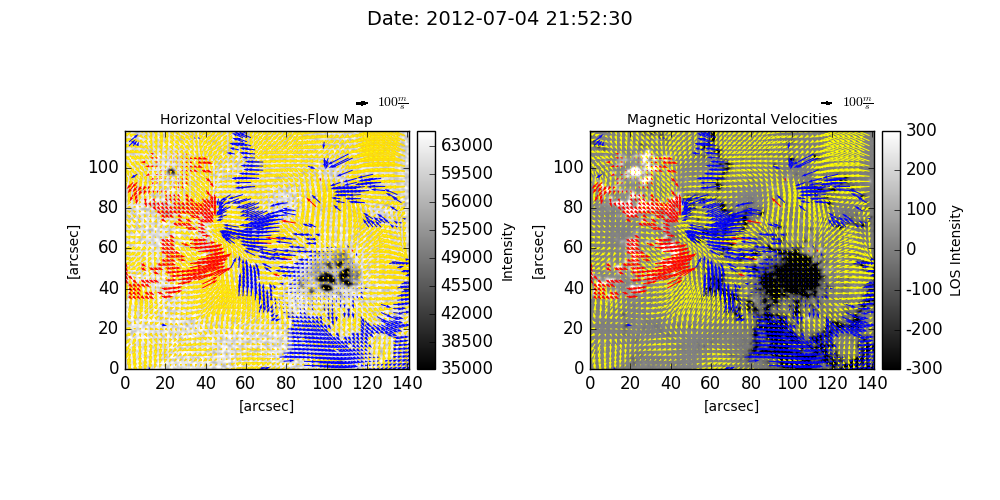 Date: 2012-07-04 21:52:30
100 m/s
100 m/s
Horizontal Velocities-Flow Map
Magnetic Horizontal Velocities
[arcsec]
100
80
60
40
20
0
0 20 40 60 80 100 120 140
[arcsec]
63000
59500
56000
52500
49000
45500
42000
38500
35000
Intensity
[arcsec]
100
80
60
40
20
0
0 20 40 60 80 100 120 140
[arcsec]
300
200
100
0
-100
-200
-300
LOS Intensity